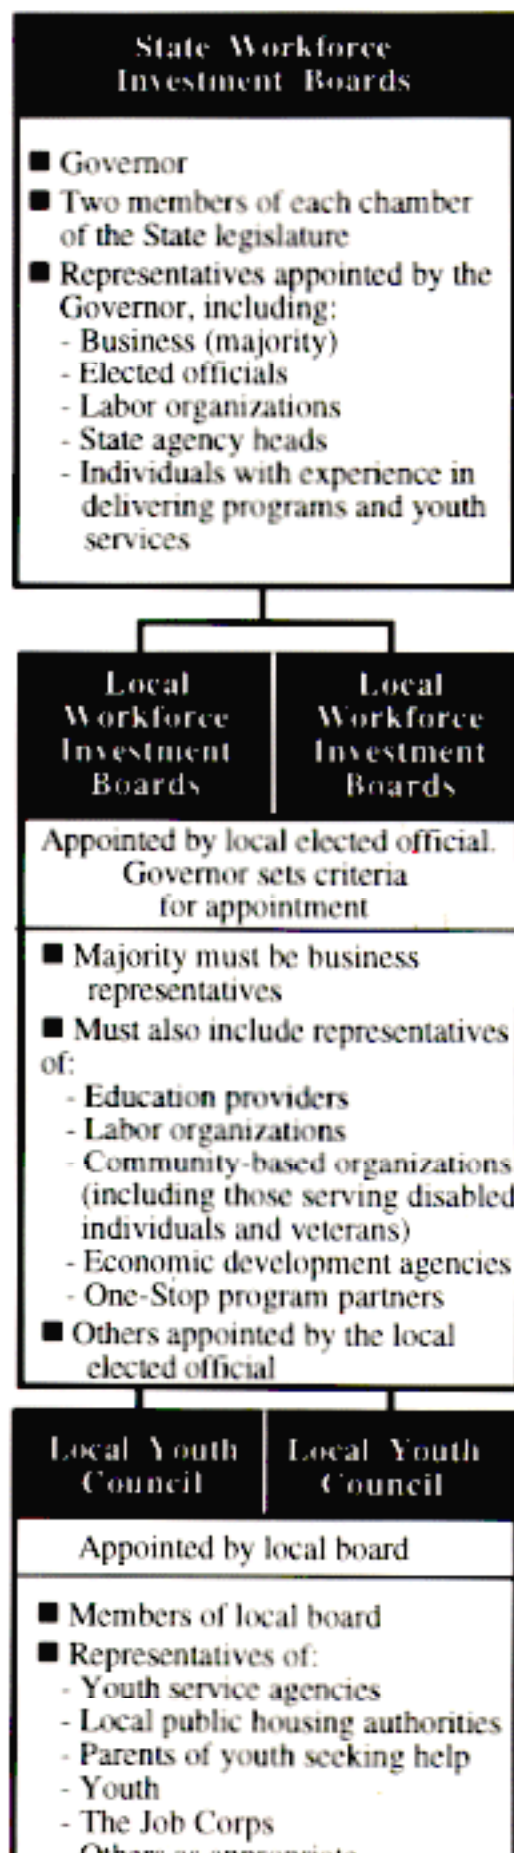 State Workforce
Investment Boards
■ Governor
■ Two members of each chamber
of the State legislature
■ Representatives appointed by the
Governor, including:
- Business (majority)
- Elected officials
- Labor organizations
- State agency heads
- Individuals with experience in
delivering programs and youth
services
Local
Workforce
Investment
Boards
Local
Workforce
Investment
Boards
Appointed by local elected official.
Governor sets criteria
for appointment
■ Majority must be business
representatives
■ Must also include representatives
of:
- Education providers
- Labor organizations
- Community-based organizations
(including those serving disabled
individuals and veterans)
- Economic development agencies
- One-Stop program partners
■ Others appointed by the local
elected official
Local Youth
Council
Local Youth
Council
Appointed by local board
■ Members of local board
■ Representatives of:
- Youth service agencies
- Local public housing authorities
- Parents of youth seeking help
- Youth
- The Job Corps
- Others as appropriate